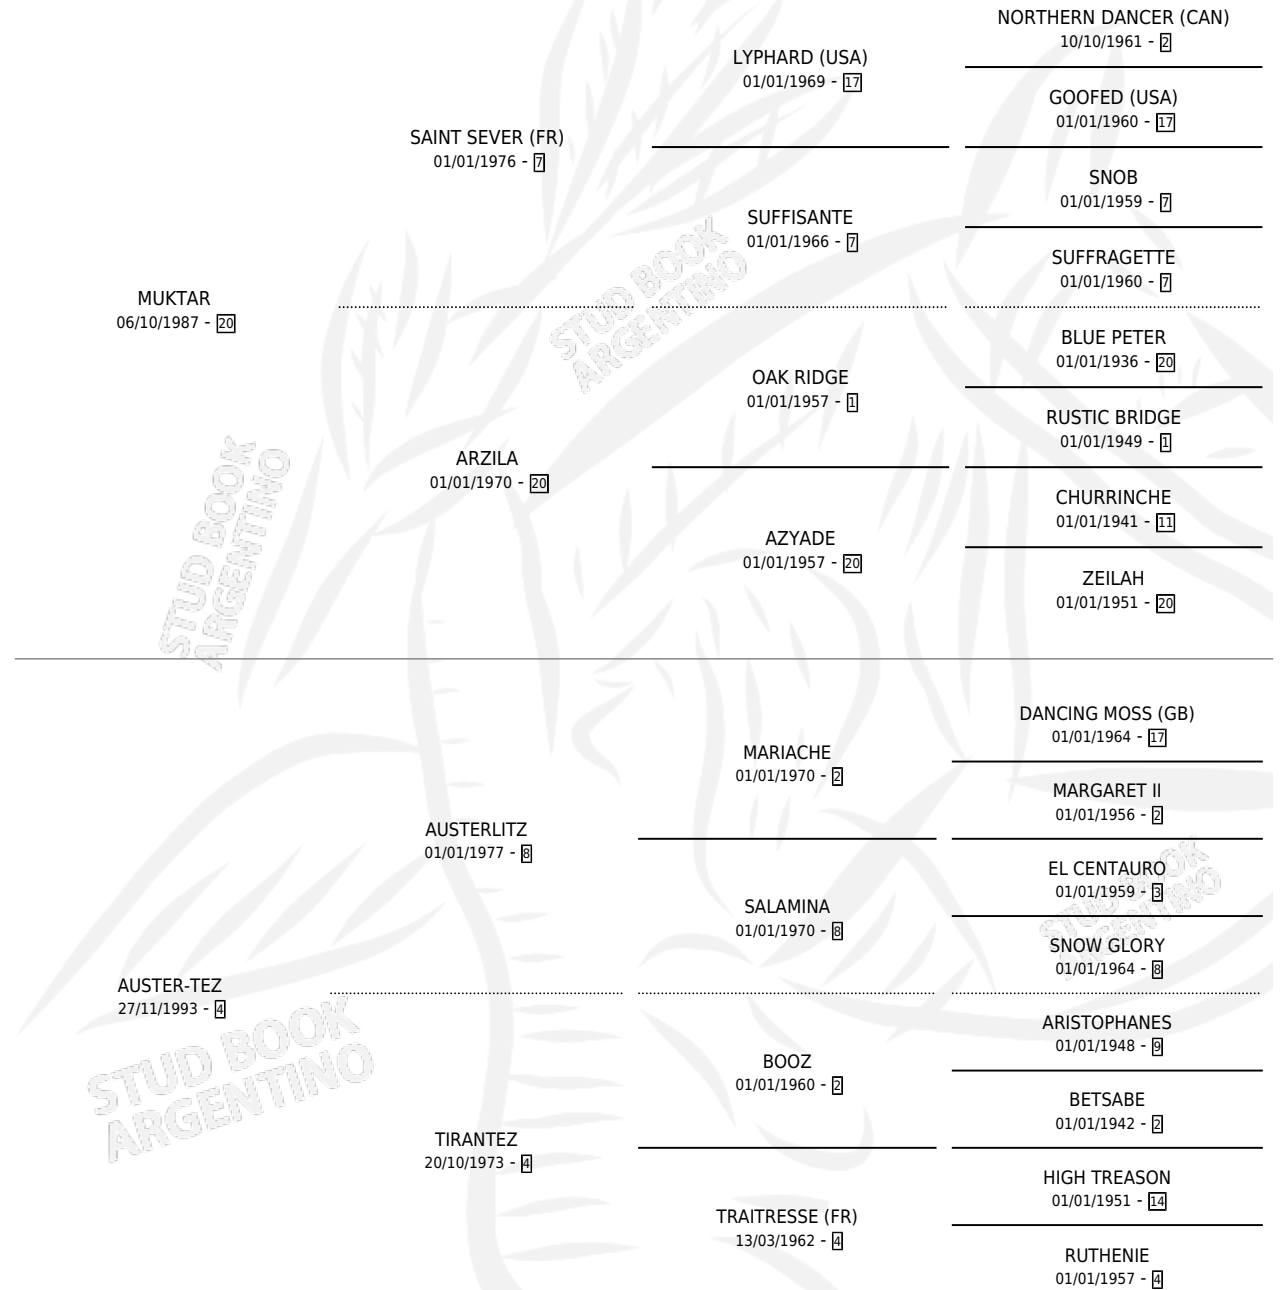 NORTHERN DANCER (CAN)
10/10/1961 - 2
LYPHARD (USA)
01/01/1969 - 17
GOOFED (USA)
01/01/1960 - 17
SAINT SEVER (FR)
01/01/1976 - 7
SNOB
01/01/1959 - 7
SUFFISANTE
01/01/1966 - 7
SUFFRAGETTE
01/01/1960 - 7
MUKTAR
06/10/1987 - 20
BLUE PETER
01/01/1936 - 20
OAK RIDGE
01/01/1957 - 1
RUSTIC BRIDGE
01/01/1949 - 1
ARZILA
01/01/1970 - 20
CHURRINCHE
01/01/1941 - 11
AZYADE
01/01/1957 - 20
ZEILAH
01/01/1951 - 20
DANCING MOSS (GB)
01/01/1964 - 17
MARIACHE
01/01/1970 - 2
MARGARET II
01/01/1956 - 2
AUSTERLITZ
01/01/1977 - 8
EL CENTAURO
01/01/1959 - 3
SALAMINA
01/01/1970 - 8
SNOW GLORY
01/01/1964 - 8
AUSTER-TEZ
27/11/1993 - 4
ARISTOPHANES
01/01/1948 - 9
BOOZ
01/01/1960 - 2
BETSABE
01/01/1942 - 2
TIRANTEZ
20/10/1973 - 4
HIGH TREASON
01/01/1951 - 14
TRAITRESSE (FR)
13/03/1962 - 4
RUTHENIE
01/01/1957 - 4
STUD BOOK
ARGENTINO
STUD BOOK
ARGENTINO
STUD BOOK
ARGENTINO
STUD BOOK
ARGENTINO